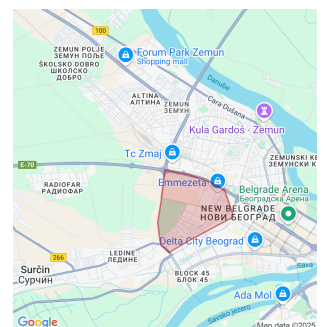 100
ZEMUN POLJE
ЗЕМУН ПОЉЕ
Forum Park Zemun
Shopping mall
ŠKOLSKO DOBRO
ШКОЛСКО
ДОБРО
Danube
ALTINA
АЛТИНА
ZEMUN
ЗЕМУН
Cara Dušana
Kula Gardoš - Zemun
Tc Zmaj
ZEMUNSKI KE
ЗЕМУНСКИ К
E-70
RADIOFAR
РАДИОФАР
Emmezeta
Belgrade Arena
Београдска Арена
NEW BELGRADE
НОВИ БЕОГРАД
Delta City Beograd
LEDINE
ЛЕДИНЕ
266
Surčin
Сурчин
BLOCK 45
БЛОК 45
Sava
Ada Mol
Savsko jezero
Google
Map data ©2025